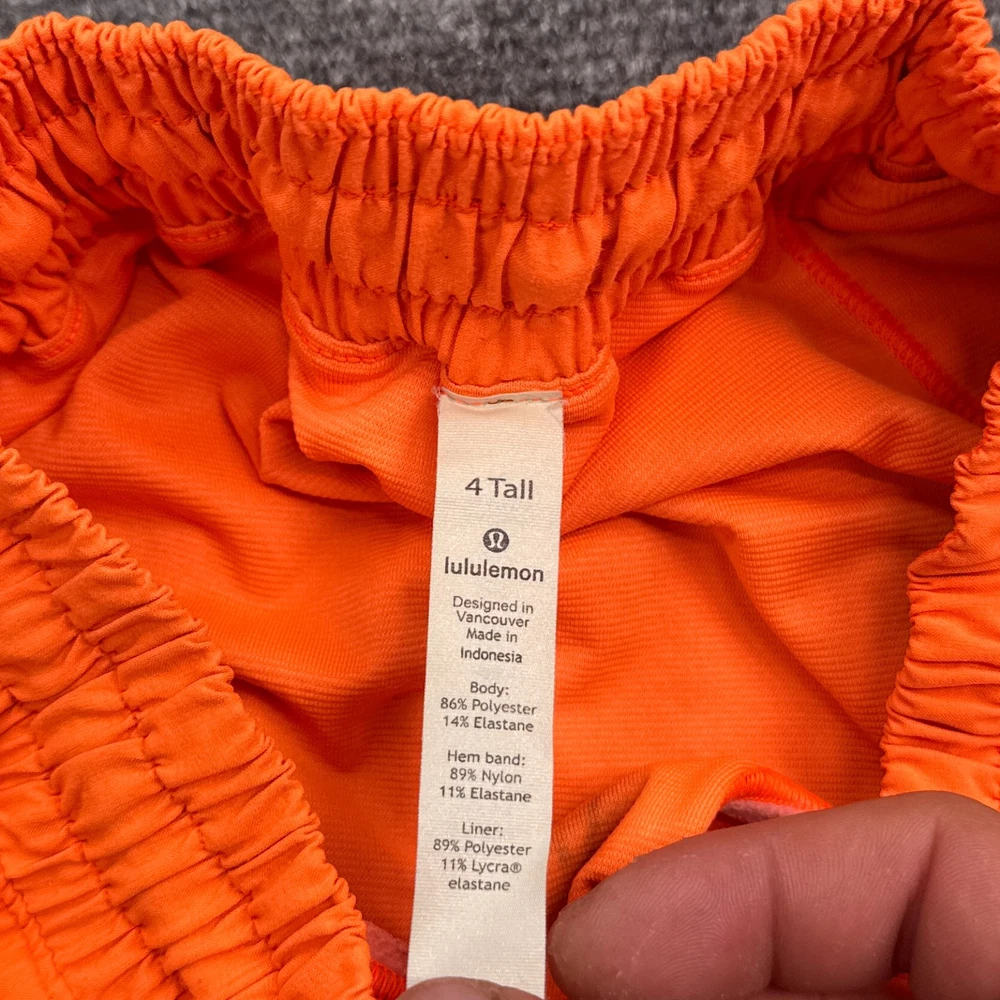 4 Tall
lululemon
Designed in
Vancouver
Made in
Indonesia
Body:
86% Polyester
14% Elastane
Hem band:
89% Nylon
11% Elastane
Liner:
89% Polyester
11% Lycra®
elastane